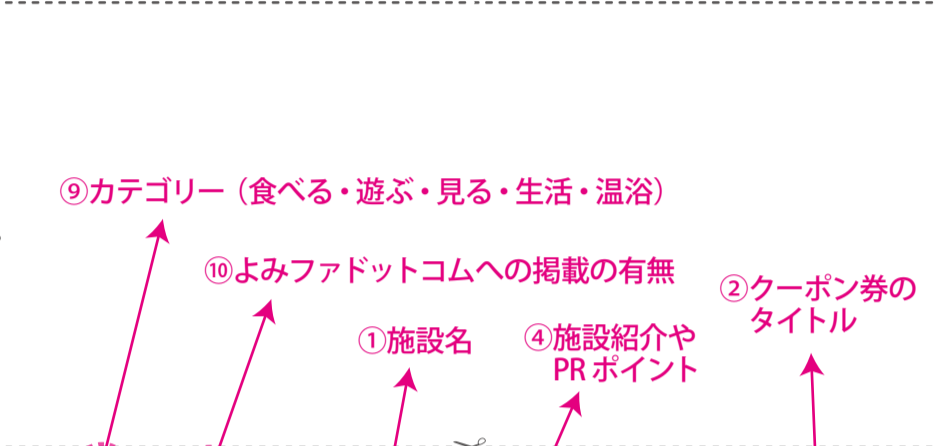 ⑨カテゴリー（食べる・遊ぶ・見る・生活・温浴）
⑩よみファドットコムへの掲載の有無
①施設名
④施設紹介や
PRポイント
②クーポン券の
タイトル